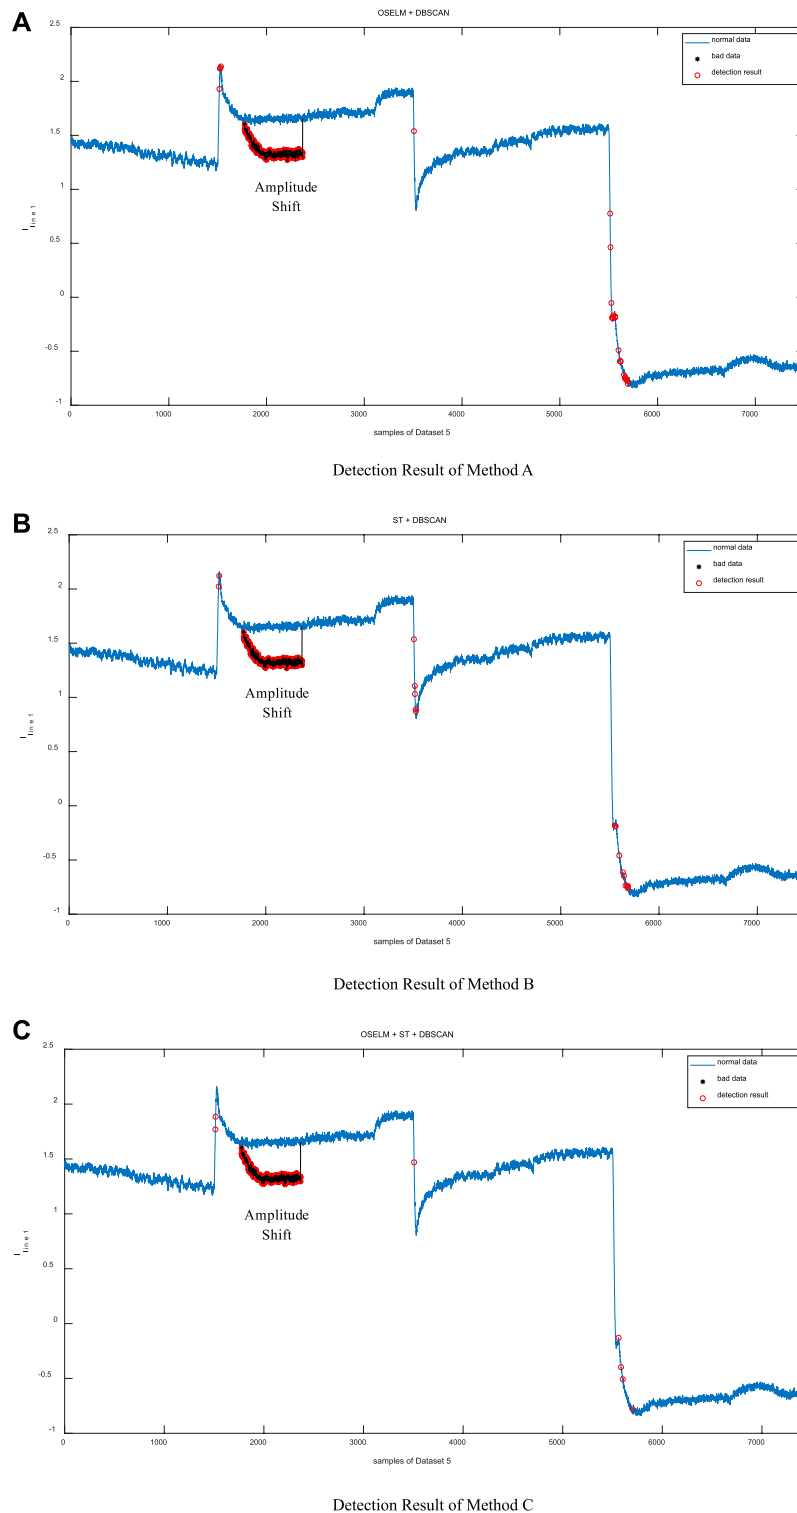 A
OSELM + DBSCAN
2.5
normal data
bad data
detection result
2
1.5
Amplitude
Shift
1
0.5
0
-0.5
-1
I line 1
0 1000 2000 3000 4000 5000 6000 7000
samples of Dataset 5
Detection Result of Method A
B
ST + DBSCAN
2.5
normal data
bad data
detection result
2
1.5
Amplitude
Shift
1
0.5
0
-0.5
-1
I line 1
0 1000 2000 3000 4000 5000 6000 7000
samples of Dataset 5
Detection Result of Method B
C
OSELM + ST + DBSCAN
2.5
normal data
bad data
detection result
2
1.5
Amplitude
Shift
1
0.5
0
-0.5
-1
I line 1
0 1000 2000 3000 4000 5000 6000 7000
samples of Dataset 5
Detection Result of Method C